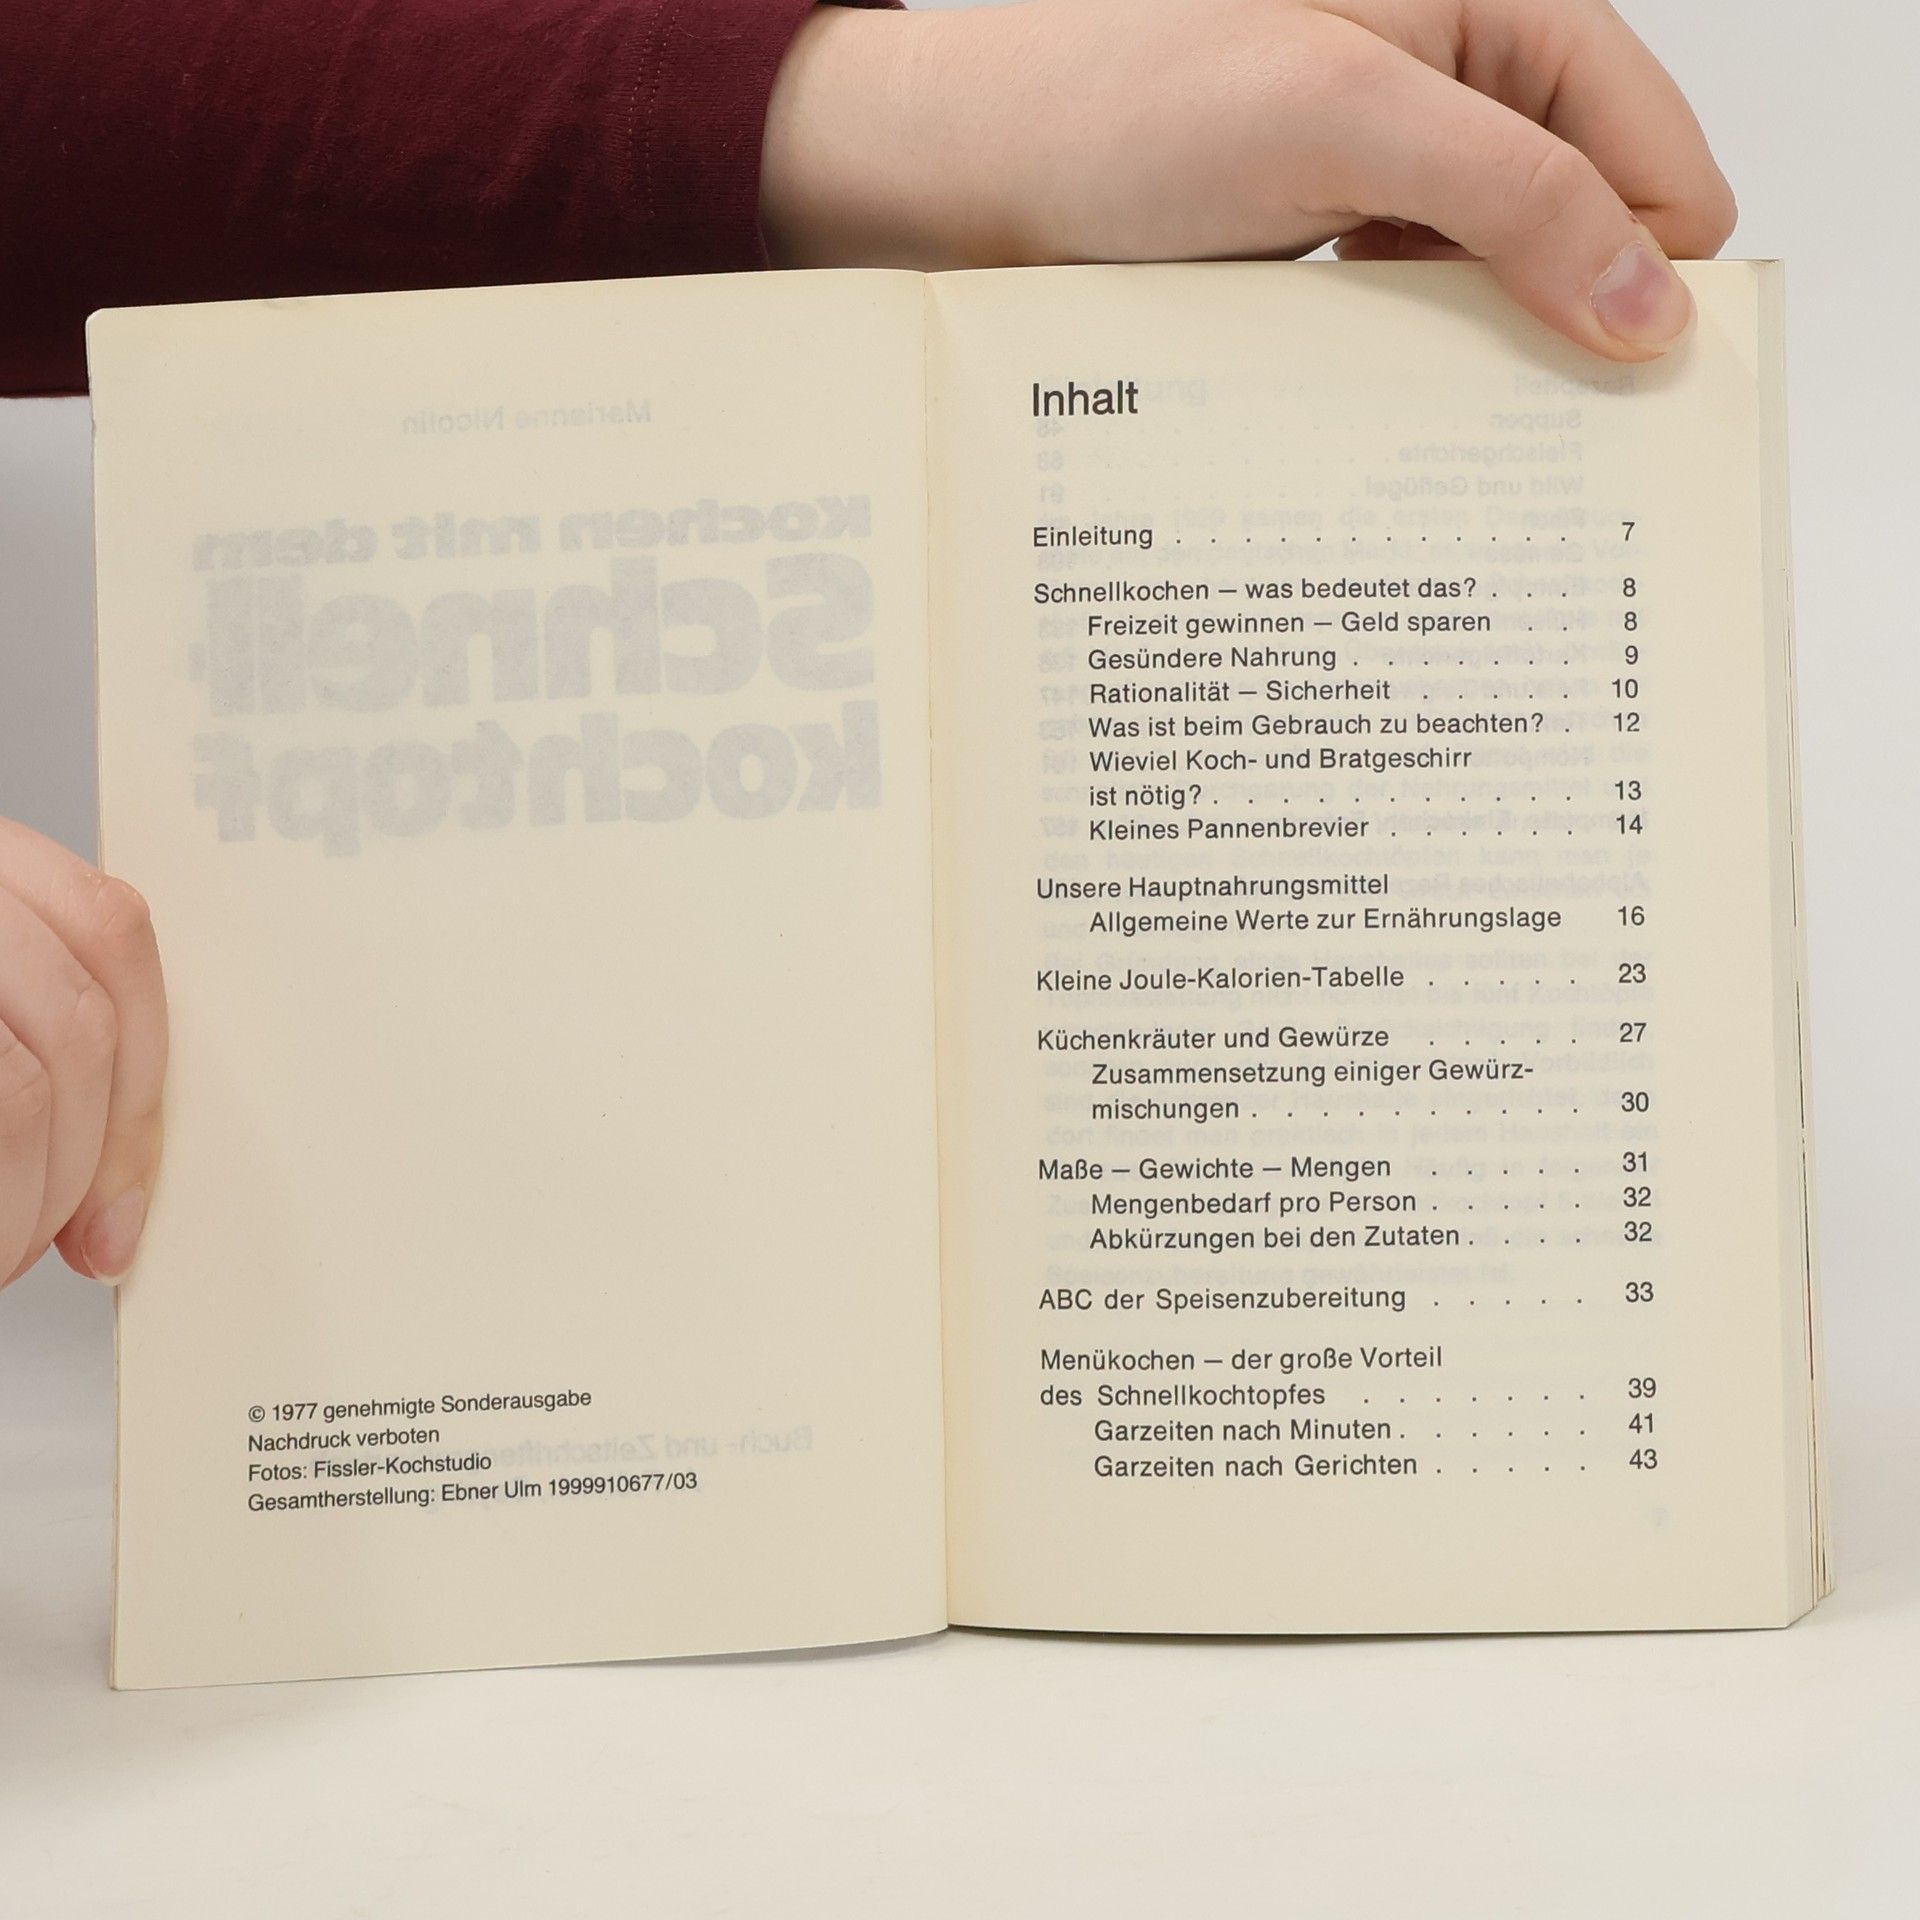 © 1977 genehmigte Sonderausgabe
Nachdruck verboten
Fotos: Fissler-Kochstudio
Gesamtherstellung: Ebner Ulm 1999910677/03
Inhalt
Einleitung . . . . . . . . . . . . 7
Schnellkochen – was bedeutet das? . . . 8
Freizeit gewinnen – Geld sparen . . 8
Gesündere Nahrung . . . . . . . 9
Rationalität – Sicherheit . . . . . 10
Was ist beim Gebrauch zu beachten? . 12
Wieviel Koch- und Bratgeschirr
ist nötig? . . . . . . . . . . . 13
Kleines Pannenbrevier . . . . . . 14
Unsere Hauptnahrungsmittel
Allgemeine Werte zur Ernährungslage 16
Kleine Joule-Kalorien-Tabelle . . . . . 23
Küchenkräuter und Gewürze . . . . . 27
Zusammensetzung einiger Gewürz-
mischungen . . . . . . . . . . 30
Maße – Gewichte – Mengen . . . . . 31
Mengenbedarf pro Person . . . . . 32
Abkürzungen bei den Zutaten . . . . 32
ABC der Speisenzubereitung . . . . . 33
Menükochen – der große Vorteil
des Schnellkochtopfes . . . . . . . 39
Garzeiten nach Minuten . . . . . . 41
Garzeiten nach Gerichten . . . . . 43